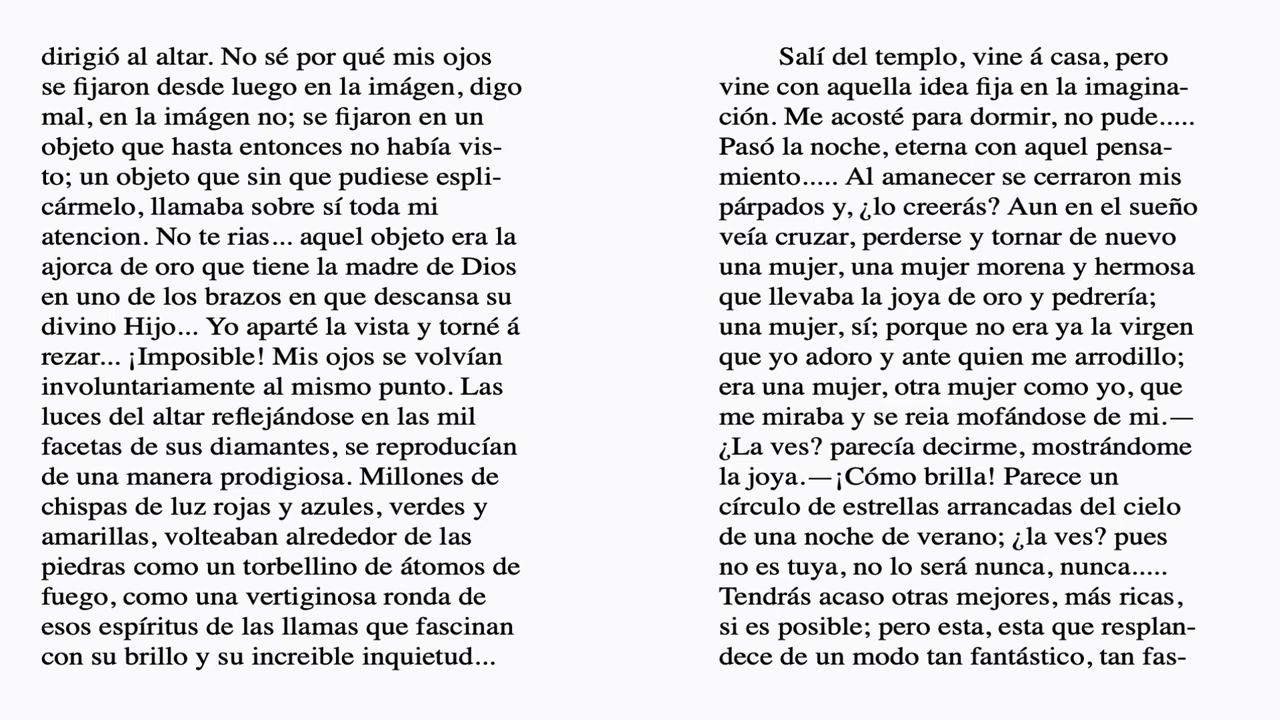 dirigió al altar. No sé por qué mis ojos
se fijaron desde luego en la imágen, digo
mal, en la imágen no; se fijaron en un
objeto que hasta entonces no había vis-
to; un objeto que sin que pudiese espli-
cármelo, llamaba sobre sí toda mi
atencion. No te rias... aquel objeto era la
ajorca de oro que tiene la madre de Dios
en uno de los brazos en que descansa su
divino Hijo... Yo aparté la vista y torné á
rezar... ¡Imposible! Mis ojos se volvían
involuntariamente al mismo punto. Las
luces del altar reflejándose en las mil
facetas de sus diamantes, se reproducían
de una manera prodigiosa. Millones de
chispas de luz rojas y azules, verdes y
amarillas, volteaban alrededor de las
piedras como un torbellino de átomos de
fuego, como una vertiginosa ronda de
esos espíritus de las llamas que fascinan
con su brillo y su increible inquietud...
Salí del templo, vine á casa, pero
vine con aquella idea fija en la imagina-
ción. Me acosté para dormir, no pude.....
Pasó la noche, eterna con aquel pensa-
miento..... Al amanecer se cerraron mis
párpados y, ¿lo creerás? Aun en el sueño
veía cruzar, perderse y tornar de nuevo
una mujer, una mujer morena y hermosa
que llevaba la joya de oro y pedrería;
una mujer, sí; porque no era ya la virgen
que yo adoro y ante quien me arrodillo;
era una mujer, otra mujer como yo, que
me miraba y se reia mofándose de mi.—
¿La ves? parecía decirme, mostrándome
la joya.—¡Cómo brilla! Parece un
círculo de estrellas arrancadas del cielo
de una noche de verano; ¿la ves? pues
no es tuya, no lo será nunca, nunca.....
Tendrás acaso otras mejores, más ricas,
si es posible; pero esta, esta que resplan-
dece de un modo tan fantástico, tan fas-